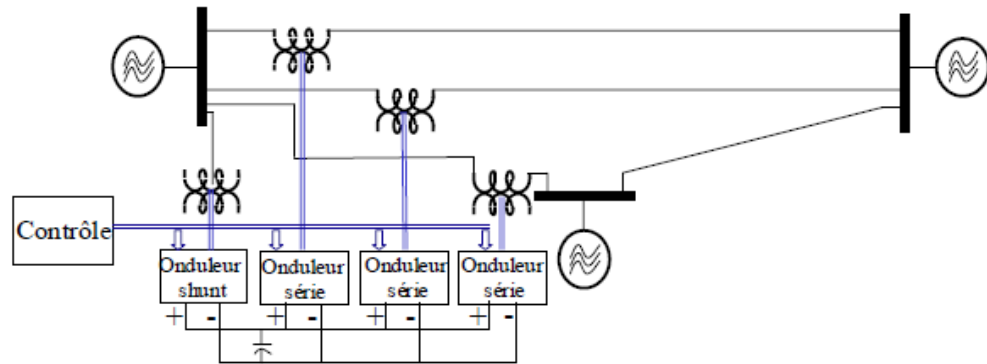 Contrôle
Onduleur
shunt
Onduleur
série
Onduleur
série
Onduleur
série
+ - + - + - + -